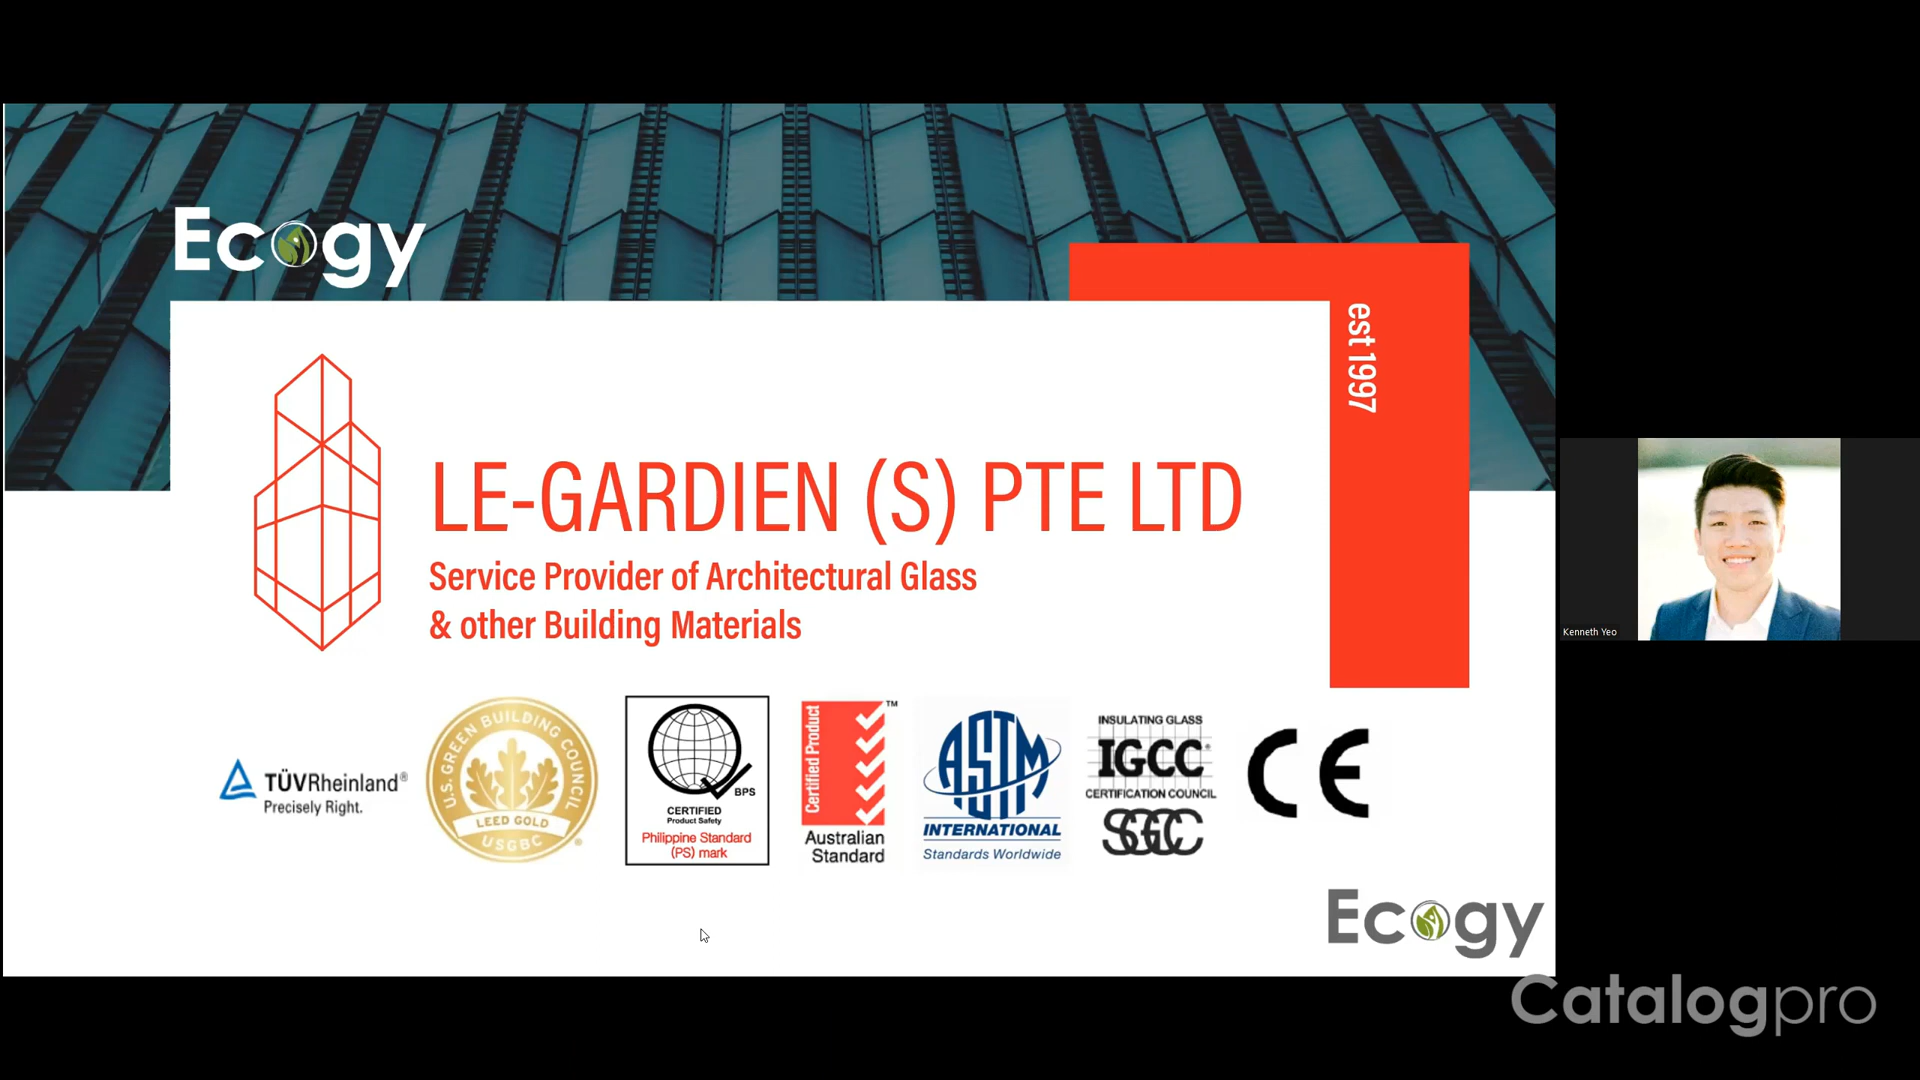 Ecogy
est 1997
LE-GARDIEN (S) PTE LTD
Service Provider of Architectural Glass
& other Building Materials
Kenneth Yeo
TÜVRheinland®
Precisely Right.
U.S. GREEN BUILDING COUNCIL
LEED GOLD
USGBC
BPS
CERTIFIED
Product Safety
Philippine Standard
(PS) mark
Certified Product
TM
Australian
Standard
ASTM
INTERNATIONAL
Standards Worldwide
INSULATING GLASS
IGCC®
CERTIFICATION COUNCIL
SGCC
CE
Ecogy
Catalogpro